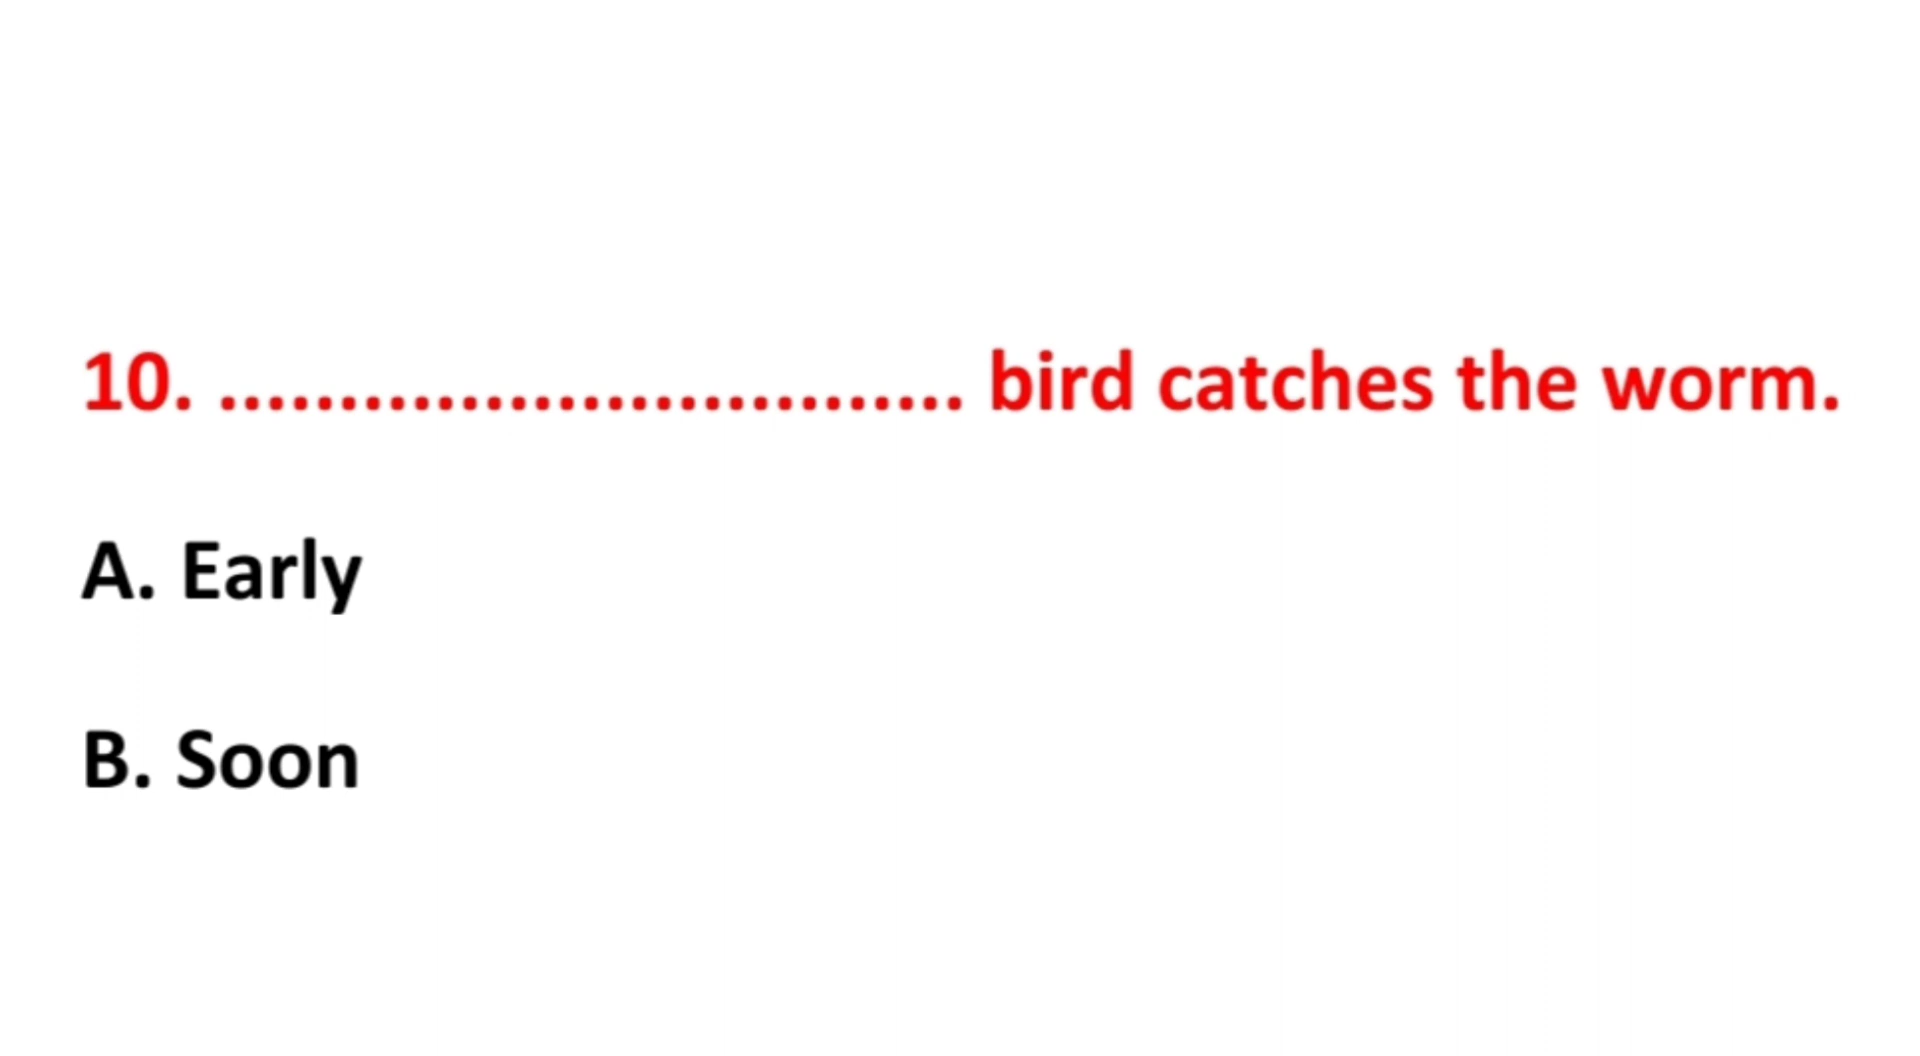 10. ............................... bird catches the worm.
A. Early
B. Soon